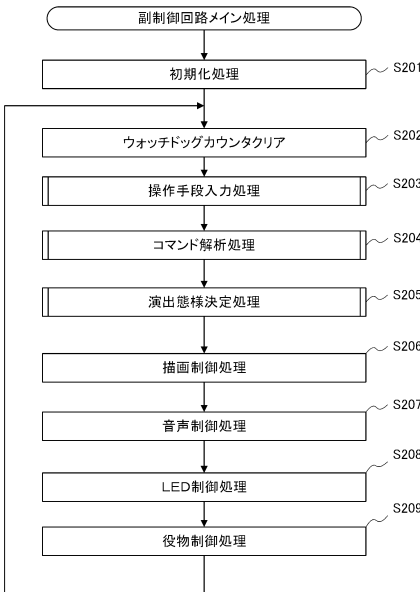 副制御回路メイン処理
初期化処理
S201
ウォッチドッグカウンタクリア
S202
操作手段入力処理
S203
コマンド解析処理
S204
演出態様決定処理
S205
描画制御処理
S206
音声制御処理
S207
LED制御処理
S208
役物制御処理
S209